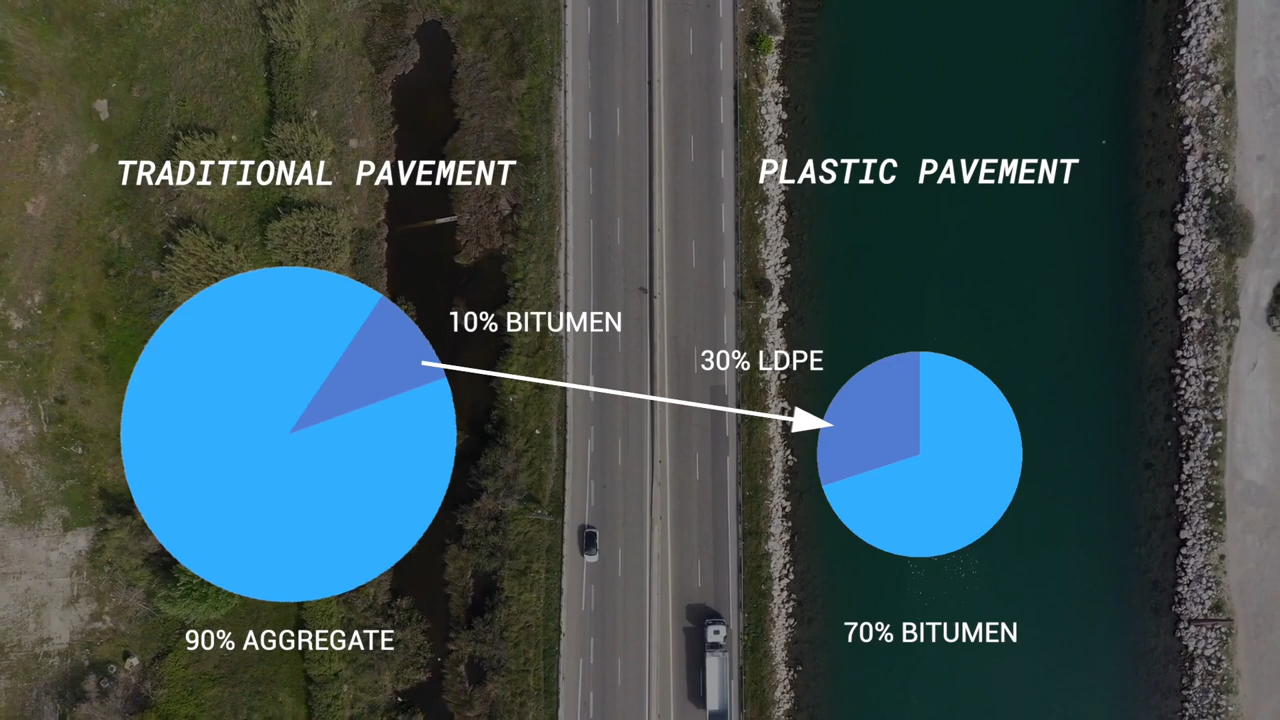 TRADITIONAL PAVEMENT
PLASTIC PAVEMENT
10% BITUMEN
30% LDPE
90% AGGREGATE
70% BITUMEN